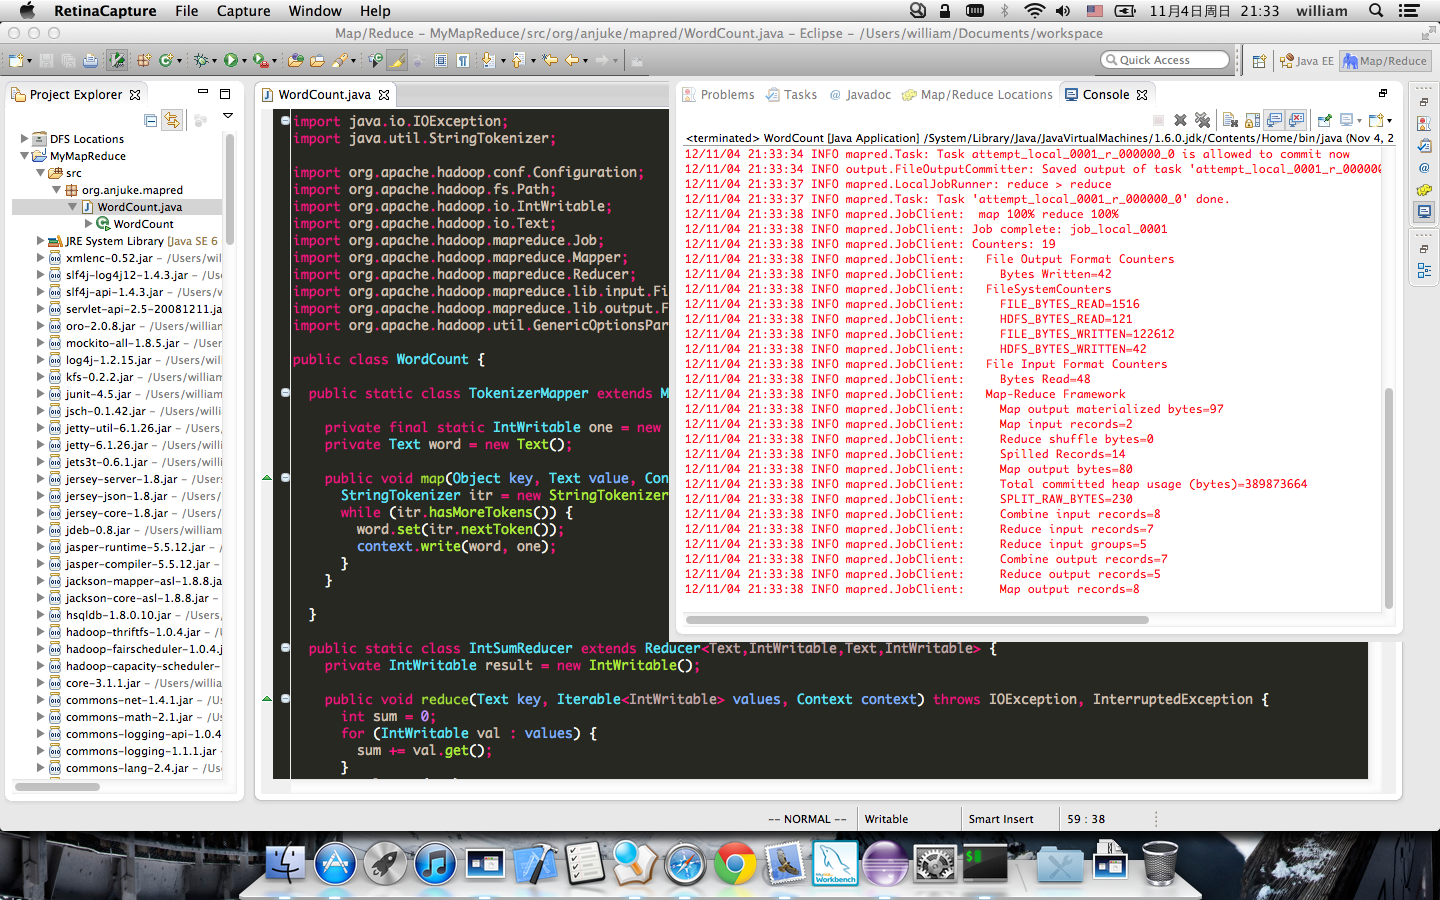 RetinaCapture File Edit Capture Window Help 11月4日周日 21:33 william
Map/Reduce – MyMapReduce/src/org/anjuke/mapred/WordCount.java – Eclipse – /Users/william/Documents/workspace
Quick Access
Java EE
Map/Reduce
Project Explorer
DFS Locations
MyMapReduce
src
org.anjuke.mapred
WordCount.java
WordCount
JRE System Library [Java SE 6
xmlenc-0.52.jar – /Users/wil
slf4j-log4j12-1.4.3.jar – /Us
slf4j-api-1.4.3.jar – /Users/w
servlet-api-2.5-20081211.ja
oro-2.0.8.jar – /Users/william
mockito-all-1.8.5.jar – /User
log4j-1.2.15.jar – /Users/wil
kfs-0.2.2.jar – /Users/william
junit-4.5.jar – /Users/william
jsch-0.1.42.jar – /Users/willi
jetty-util-6.1.26.jar – /Users
jetty-6.1.26.jar – /Users/will
jets3t-0.6.1.jar – /Users/will
jersey-server-1.8.jar – /User
jersey-json-1.8.jar – /Users/
jersey-core-1.8.jar – /Users/
jdeb-0.8.jar – /Users/william
jasper-runtime-5.5.12.jar –
jasper-compiler-5.5.12.jar –
jackson-mapper-asl-1.8.8.ja
jackson-core-asl-1.8.8.jar –
hsqldb-1.8.0.10.jar – /Users,
hadoop-thriftfs-1.0.4.jar – /U
hadoop-fairscheduler-1.0.4.j
hadoop-capacity-scheduler-
core-3.1.1.jar – /Users/willia
commons-net-1.4.1.jar – /Us
commons-math-2.1.jar – /Us
commons-logging-api-1.0.4
commons-logging-1.1.1.jar –
commons-lang-2.4.jar – /Us
WordCount.java
import java.io.IOException;
import java.util.StringTokenizer;
import org.apache.hadoop.conf.Configuration;
import org.apache.hadoop.fs.Path;
import org.apache.hadoop.io.IntWritable;
import org.apache.hadoop.io.Text;
import org.apache.hadoop.mapreduce.Job;
import org.apache.hadoop.mapreduce.Mapper;
import org.apache.hadoop.mapreduce.Reducer;
import org.apache.hadoop.mapreduce.lib.input.Fi
import org.apache.hadoop.mapreduce.lib.output.F
import org.apache.hadoop.util.GenericOptionsPar
public class WordCount {
public static class TokenizerMapper extends M
private final static IntWritable one = new
private Text word = new Text();
public void map(Object key, Text value, Con
StringTokenizer itr = new StringTokenizer
while (itr.hasMoreTokens()) {
word.set(itr.nextToken());
context.write(word, one);
}
}
}
public static class IntSumReducer extends Reducer<Text,IntWritable,Text,IntWritable> {
private IntWritable result = new IntWritable();
public void reduce(Text key, Iterable<IntWritable> values, Context context) throws IOException, InterruptedException {
int sum = 0;
for (IntWritable val : values) {
sum += val.get();
}
Problems Tasks @ Javadoc Map/Reduce Locations Console
<terminated> WordCount [Java Application] /System/Library/Java/JavaVirtualMachines/1.6.0.jdk/Contents/Home/bin/java (Nov 4, 2
12/11/04 21:33:34 INFO mapred.Task: Task attempt_local_0001_r_000000_0 is allowed to commit now
12/11/04 21:33:34 INFO output.FileOutputCommitter: Saved output of task 'attempt_local_0001_r_000000
12/11/04 21:33:37 INFO mapred.LocalJobRunner: reduce > reduce
12/11/04 21:33:37 INFO mapred.Task: Task 'attempt_local_0001_r_000000_0' done.
12/11/04 21:33:38 INFO mapred.JobClient: map 100% reduce 100%
12/11/04 21:33:38 INFO mapred.JobClient: Job complete: job_local_0001
12/11/04 21:33:38 INFO mapred.JobClient: Counters: 19
12/11/04 21:33:38 INFO mapred.JobClient: File Output Format Counters
12/11/04 21:33:38 INFO mapred.JobClient: Bytes Written=42
12/11/04 21:33:38 INFO mapred.JobClient: FileSystemCounters
12/11/04 21:33:38 INFO mapred.JobClient: FILE_BYTES_READ=1516
12/11/04 21:33:38 INFO mapred.JobClient: HDFS_BYTES_READ=121
12/11/04 21:33:38 INFO mapred.JobClient: FILE_BYTES_WRITTEN=122612
12/11/04 21:33:38 INFO mapred.JobClient: HDFS_BYTES_WRITTEN=42
12/11/04 21:33:38 INFO mapred.JobClient: File Input Format Counters
12/11/04 21:33:38 INFO mapred.JobClient: Bytes Read=48
12/11/04 21:33:38 INFO mapred.JobClient: Map-Reduce Framework
12/11/04 21:33:38 INFO mapred.JobClient: Map output materialized bytes=97
12/11/04 21:33:38 INFO mapred.JobClient: Map input records=2
12/11/04 21:33:38 INFO mapred.JobClient: Reduce shuffle bytes=0
12/11/04 21:33:38 INFO mapred.JobClient: Spilled Records=14
12/11/04 21:33:38 INFO mapred.JobClient: Map output bytes=80
12/11/04 21:33:38 INFO mapred.JobClient: Total committed heap usage (bytes)=389873664
12/11/04 21:33:38 INFO mapred.JobClient: SPLIT_RAW_BYTES=230
12/11/04 21:33:38 INFO mapred.JobClient: Combine input records=8
12/11/04 21:33:38 INFO mapred.JobClient: Reduce input records=7
12/11/04 21:33:38 INFO mapred.JobClient: Reduce input groups=5
12/11/04 21:33:38 INFO mapred.JobClient: Combine output records=7
12/11/04 21:33:38 INFO mapred.JobClient: Reduce output records=5
12/11/04 21:33:38 INFO mapred.JobClient: Map output records=8
-- NORMAL -- Writable Smart Insert 59 : 38
Workbench